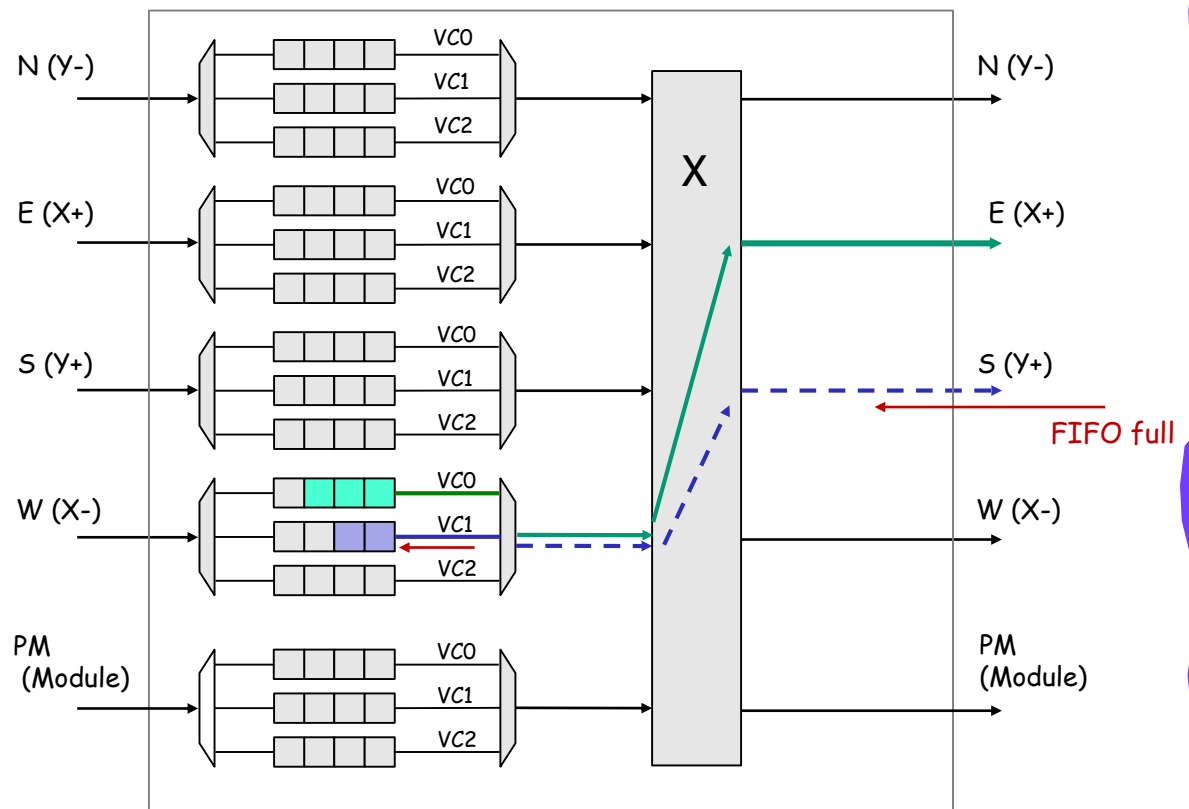 N (Y-)
VC0
VC1
VC2
N (Y-)
X
E (X+)
VC0
VC1
VC2
E (X+)
S (Y+)
VC0
VC1
VC2
S (Y+)
FIFO full
W (X-)
VC0
VC1
VC2
W (X-)
PM
(Module)
VC0
VC1
VC2
PM
(Module)